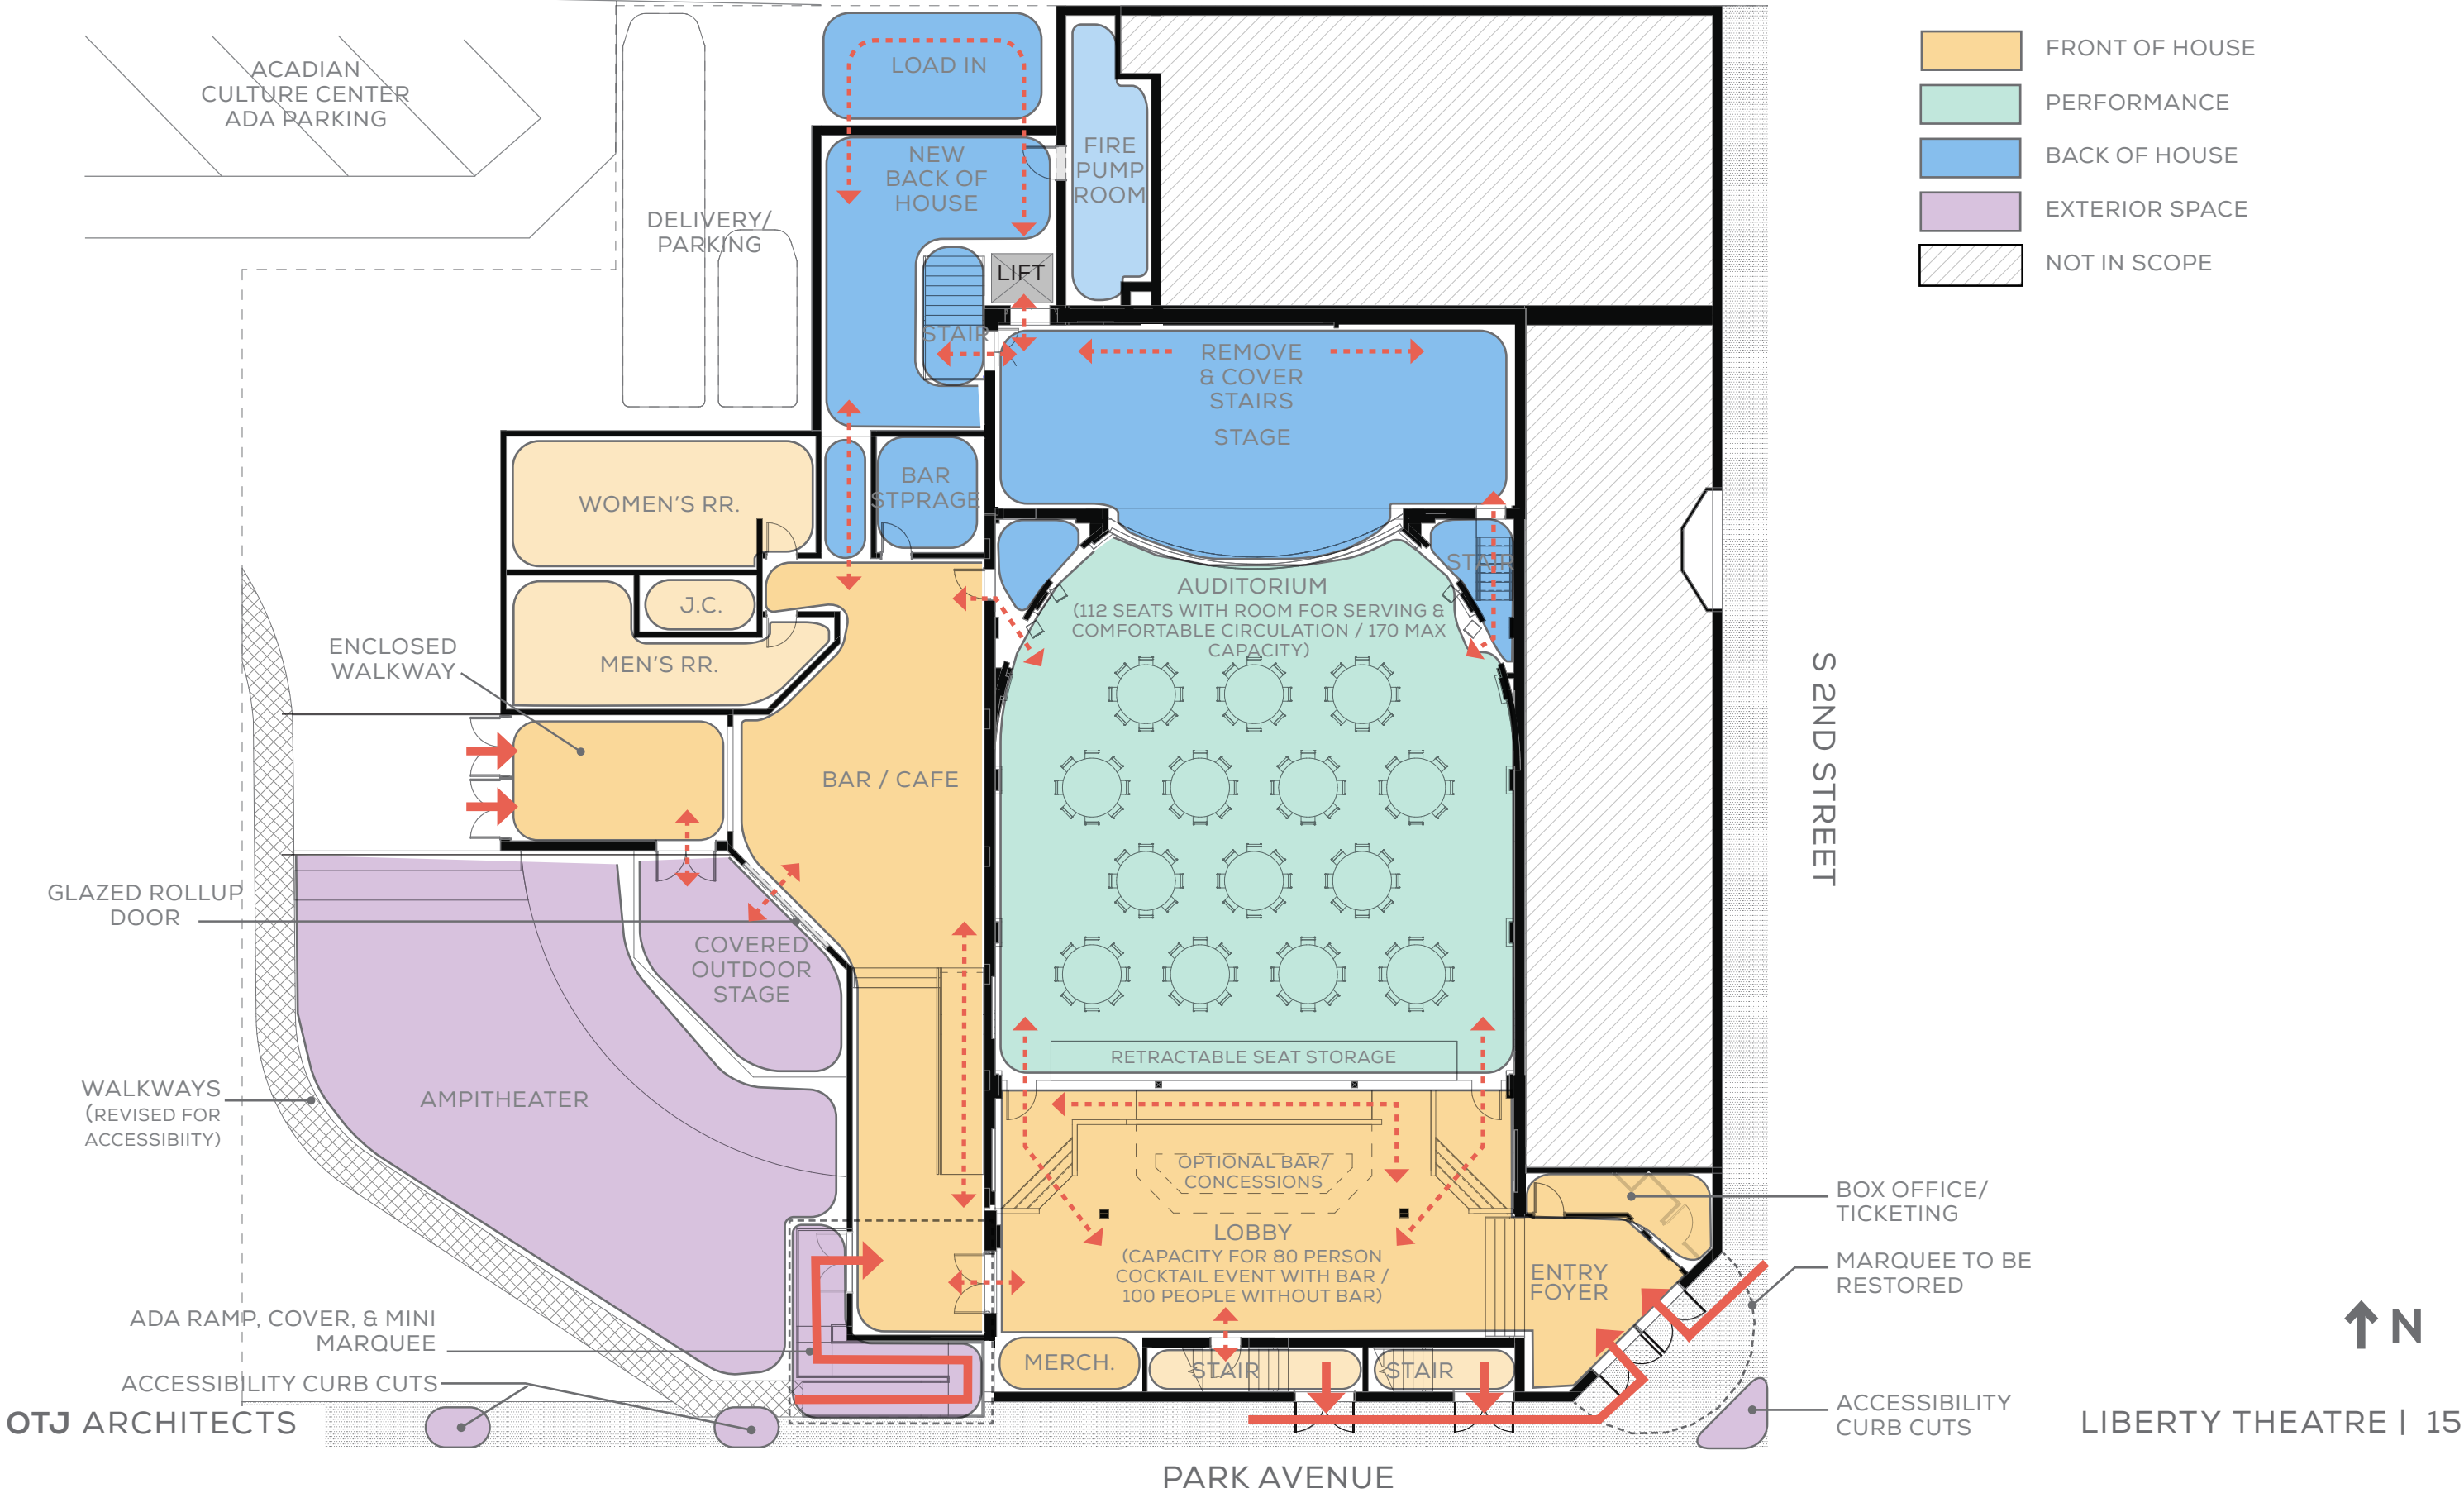 ACADIAN
CULTURE CENTER
ADA PARKING
DELIVERY/
PARKING
LOAD IN
NEW
BACK OF
HOUSE
FIRE
PUMP
ROOM
LIFT
STAIR
REMOVE
& COVER
STAIRS
STAGE
BAR
STPRAGE
WOMEN'S RR.
J.C.
MEN'S RR.
ENCLOSED
WALKWAY
BAR / CAFE
AUDITORIUM
(112 SEATS WITH ROOM FOR SERVING &
COMFORTABLE CIRCULATION / 170 MAX
CAPACITY)
STAIR
GLAZED ROLLUP
DOOR
COVERED
OUTDOOR
STAGE
AMPITHEATER
WALKWAYS
(REVISED FOR
ACCESSIBIITY)
RETRACTABLE SEAT STORAGE
OPTIONAL BAR/
CONCESSIONS
LOBBY
(CAPACITY FOR 80 PERSON
COCKTAIL EVENT WITH BAR /
100 PEOPLE WITHOUT BAR)
ENTRY
FOYER
MERCH.
STAIR
STAIR
ADA RAMP, COVER, & MINI
MARQUEE
ACCESSIBILITY CURB CUTS
BOX OFFICE/
TICKETING
MARQUEE TO BE
RESTORED
ACCESSIBILITY
CURB CUTS
S 2ND STREET
PARK AVENUE
FRONT OF HOUSE
PERFORMANCE
BACK OF HOUSE
EXTERIOR SPACE
NOT IN SCOPE
N
OTJ ARCHITECTS
LIBERTY THEATRE | 15